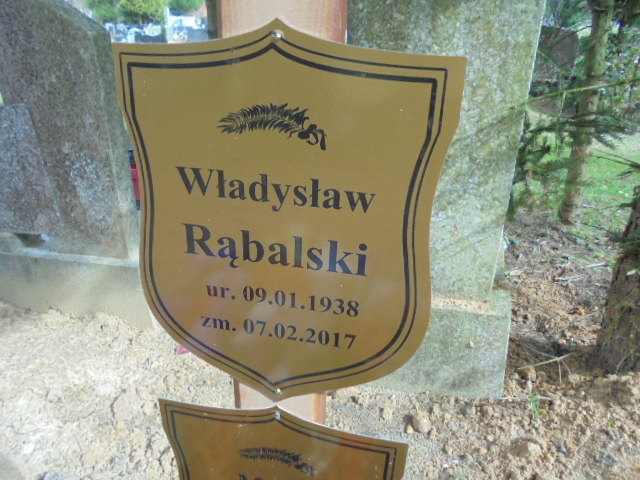 Władysław
Rąbalski
ur. 09.01.1938
zm. 07.02.2017